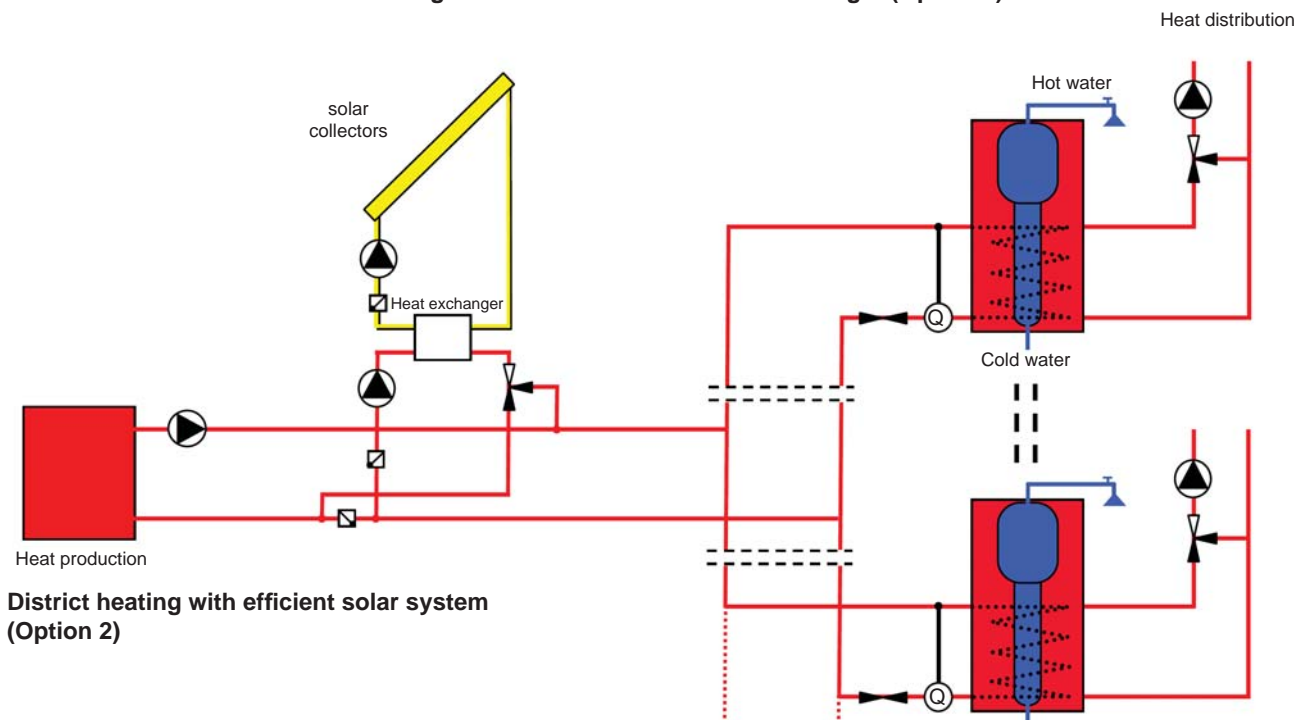 Heat distribution
Hot water
solar
collectors
Heat exchanger
Q
Cold water
Heat production
District heating with efficient solar system
(Option 2)
Q